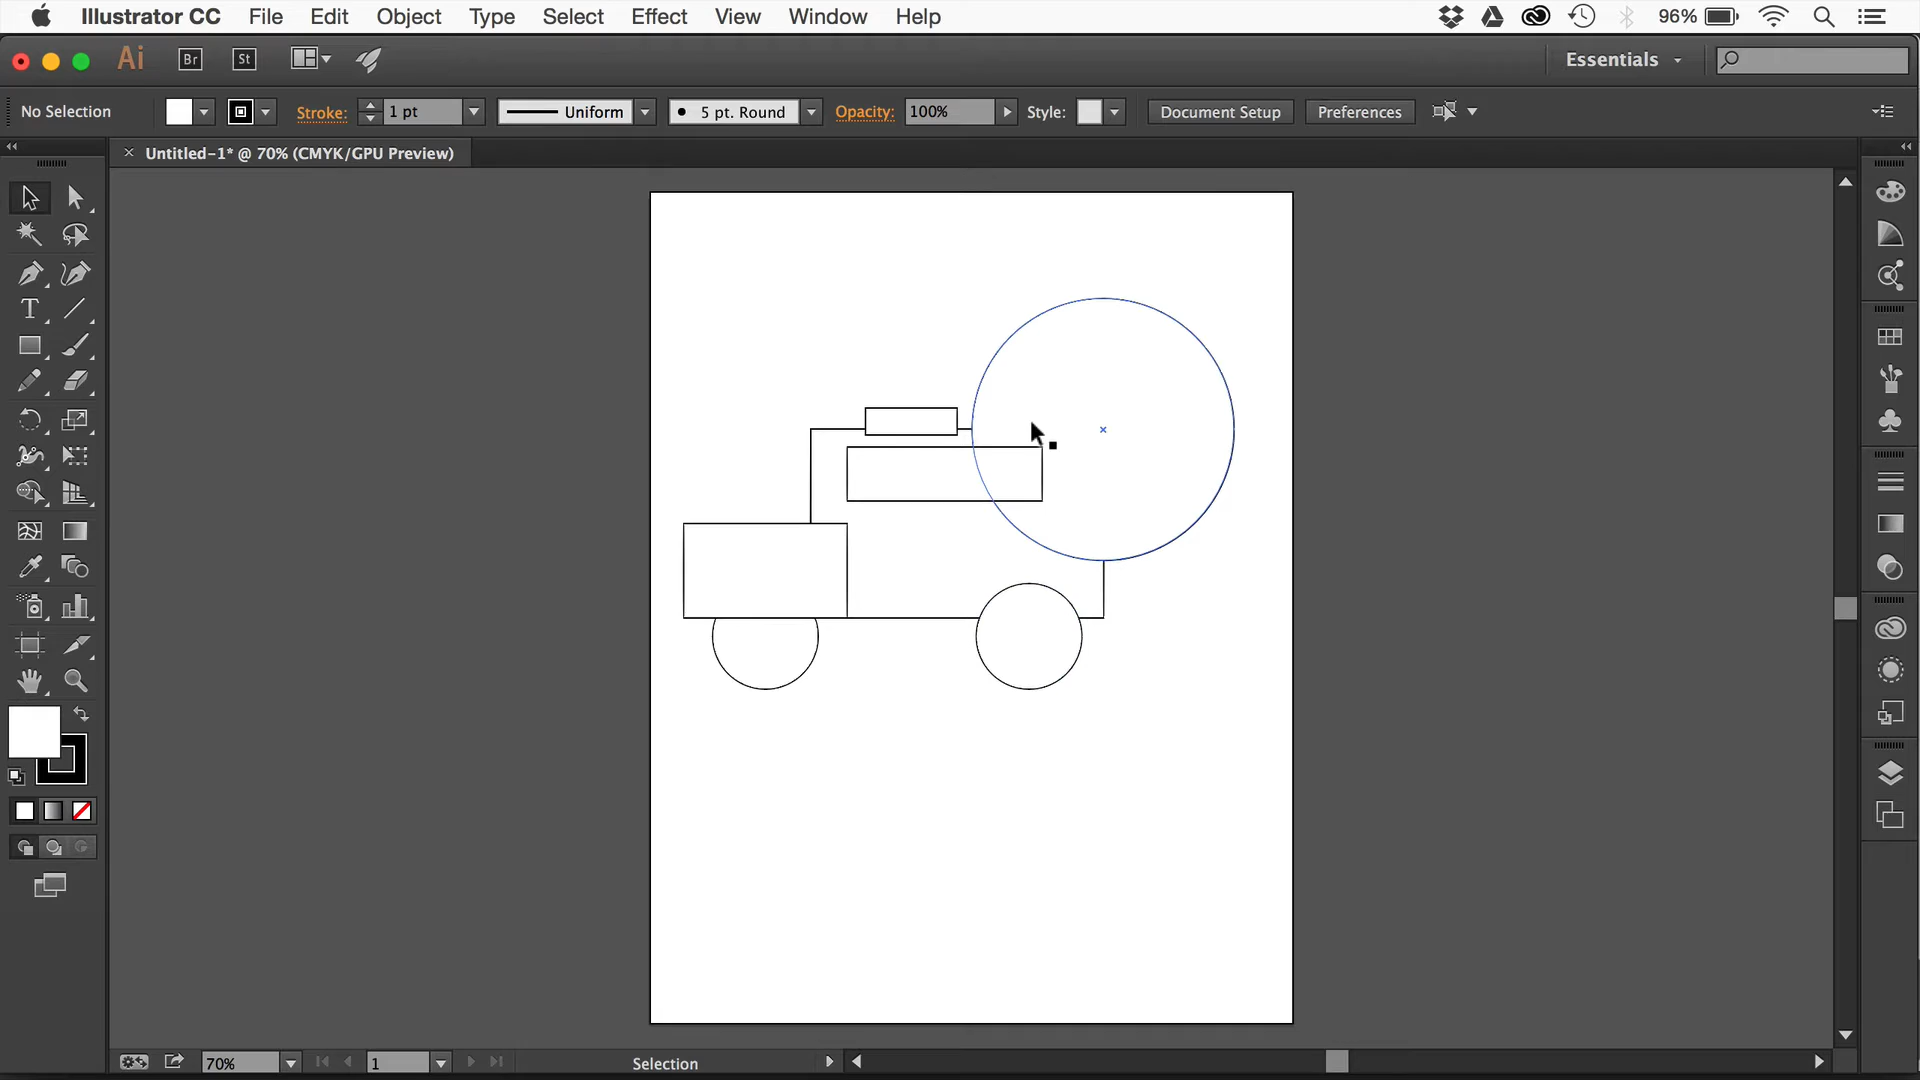 Illustrator CC File Edit Object Type Select Effect View Window Help 96%
Ai Br St Essentials
No Selection Stroke: 1 pt Uniform 5 pt. Round Opacity: 100% Style: Document Setup Preferences
× Untitled-1* @ 70% (CMYK/GPU Preview)
T
70% 1 Selection